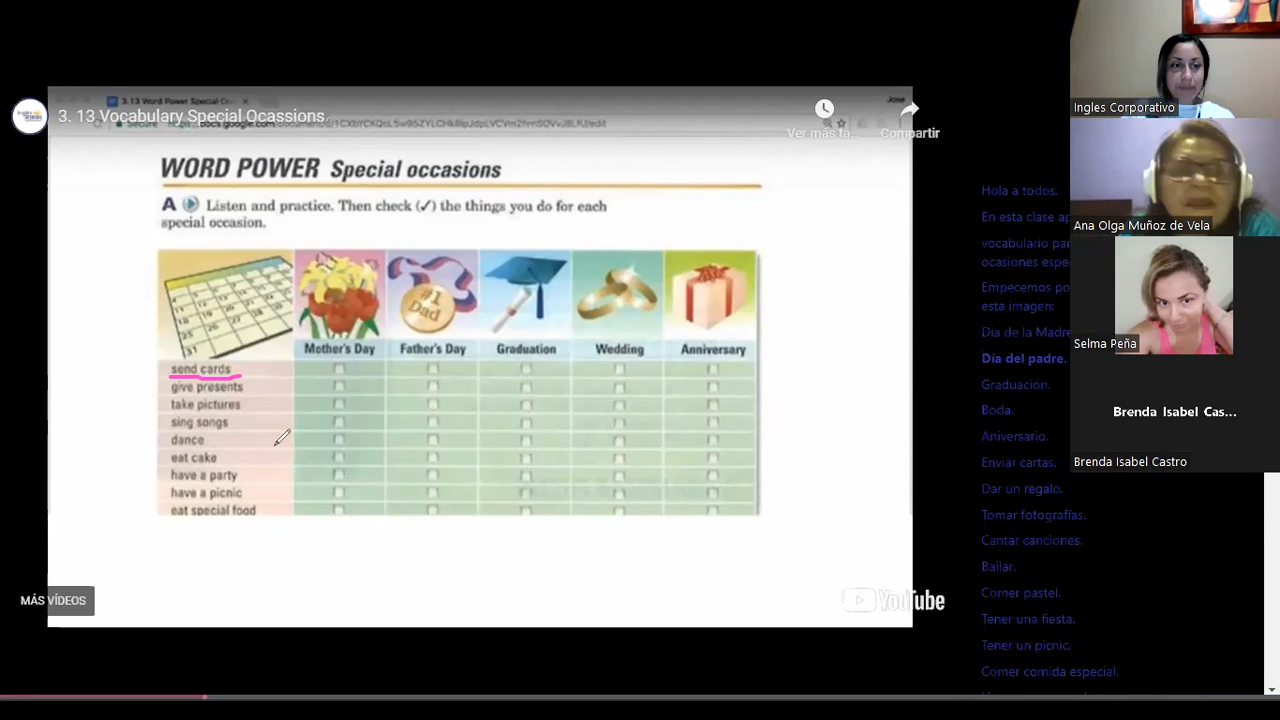 3. 13 Vocabulary Special Ocassions
Ver más ta...
Compartir
WORD POWER Special occasions
A Listen and practice. Then check (✓) the things you do for each
special occasion.
#1
Dad
Mother's Day Father's Day Graduation Wedding Anniversary
send cards
give presents
take pictures
sing songs
dance
eat cake
have a party
have a picnic
eat special food
MÁS VÍDEOS
YouTube
Ingles Corporativo
Ana Olga Muñoz de Vela
Selma Peña
Brenda Isabel Cas...
Brenda Isabel Castro
Hola a todos.
En esta clase
vocabulario
ocasiones
Empecemos
esta imagen:
Día de la Madre
Día del padre.
Graduación.
Boda.
Aniversario.
Enviar cartas.
Dar un regalo.
Tomar fotografías.
Cantar canciones.
Bailar.
Comer pastel.
Tener una fiesta.
Tener un picnic.
Comer comida especial.